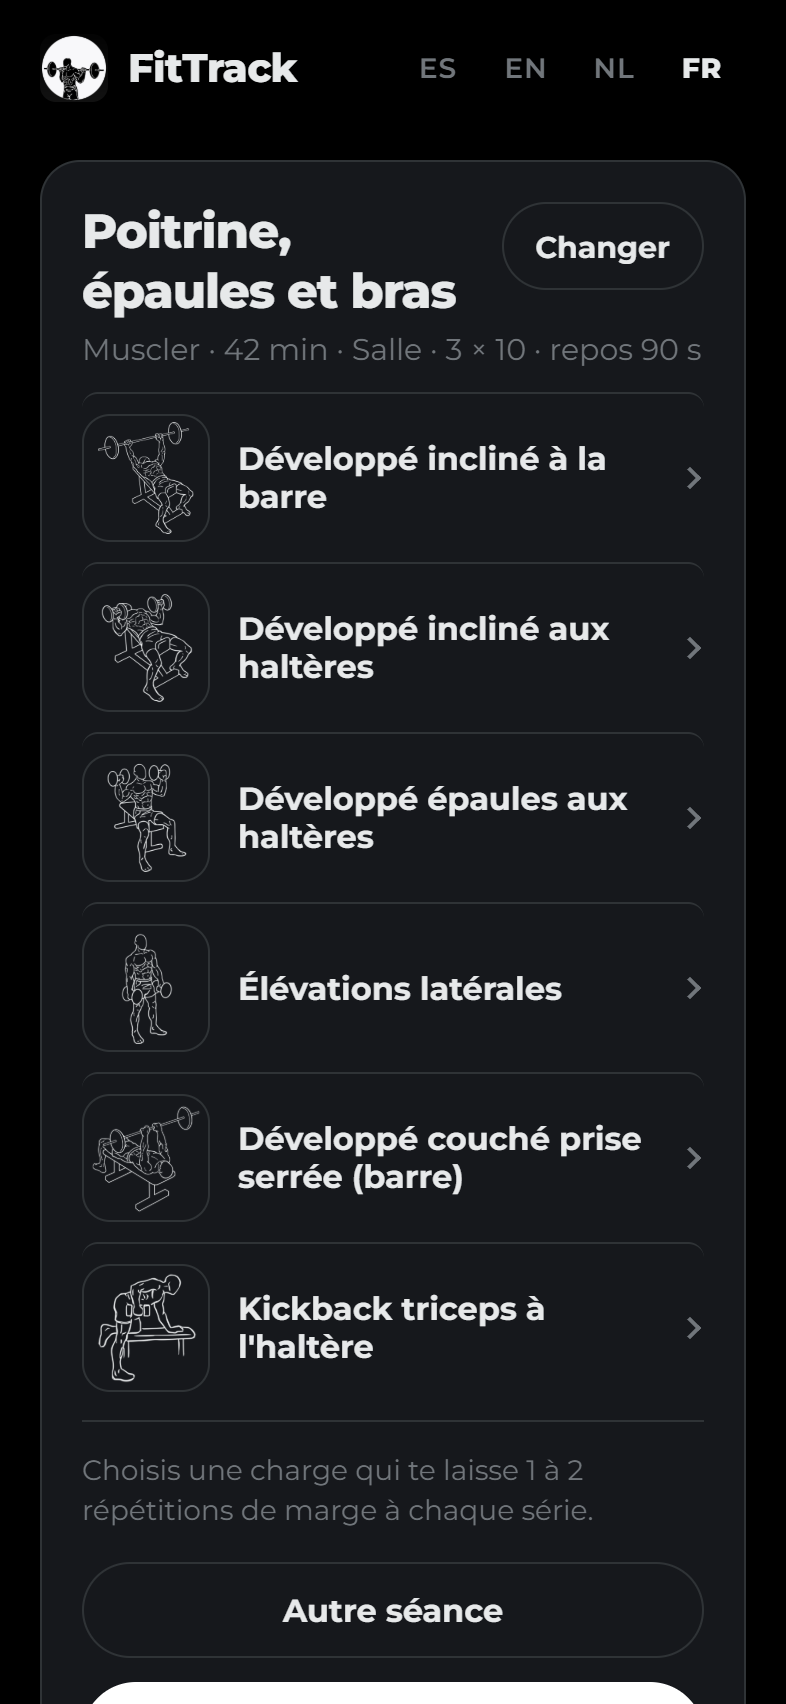 FitTrack
ES EN NL FR
Poitrine,
épaules et bras
Changer
Muscler · 42 min · Salle · 3 × 10 · repos 90 s
Développé incliné à la
barre
Développé incliné aux
haltères
Développé épaules aux
haltères
Élévations latérales
Développé couché prise
serrée (barre)
Kickback triceps à
l'haltère
Choisis une charge qui te laisse 1 à 2
répétitions de marge à chaque série.
Autre séance